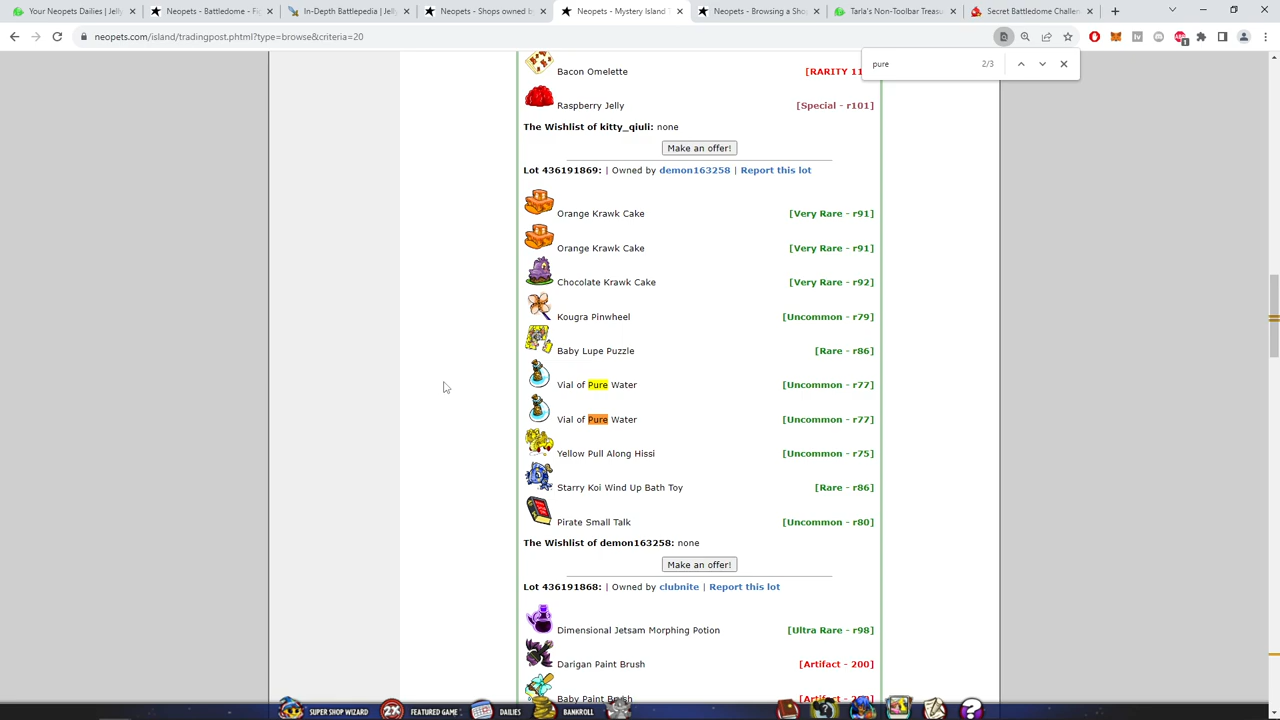 Your Neopets Dailies | Jelly
Neopets - Battledome - Fig
In-Depth Battlepedia | Jelly
Neopets - Shops owned b
Neopets - Mystery Island T
Neopets - Browsing a Sho
Tarla's Non-Toolbar Treasu
Secret Battledome Challen
neopets.com/island/tradingpost.phtml?type=browse&criteria=20
pure 2/3
Bacon Omelette [RARITY 11
Raspberry Jelly [Special - r101]
The Wishlist of kitty_qiuli: none
Make an offer!
Lot 436191869: | Owned by demon163258 | Report this lot
Orange Krawk Cake [Very Rare - r91]
Orange Krawk Cake [Very Rare - r91]
Chocolate Krawk Cake [Very Rare - r92]
Kougra Pinwheel [Uncommon - r79]
Baby Lupe Puzzle [Rare - r86]
Vial of Pure Water [Uncommon - r77]
Vial of Pure Water [Uncommon - r77]
Yellow Pull Along Hissi [Uncommon - r75]
Starry Koi Wind Up Bath Toy [Rare - r86]
Pirate Small Talk [Uncommon - r80]
The Wishlist of demon163258: none
Make an offer!
Lot 436191868: | Owned by clubnite | Report this lot
Dimensional Jetsam Morphing Potion [Ultra Rare - r98]
Darigan Paint Brush [Artifact - 200]
Baby Paint Brush
SUPER SHOP WIZARD
2X FEATURED GAME
DAILIES
BANKROLL